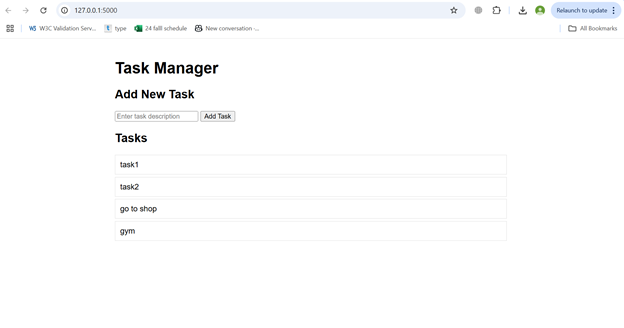 127.0.0.1:5000
Relaunch to update
W3C Validation Serv...
type
24 falll schedule
New conversation -...
All Bookmarks
Task Manager
Add New Task
Enter task description Add Task
Tasks
task1
task2
go to shop
gym